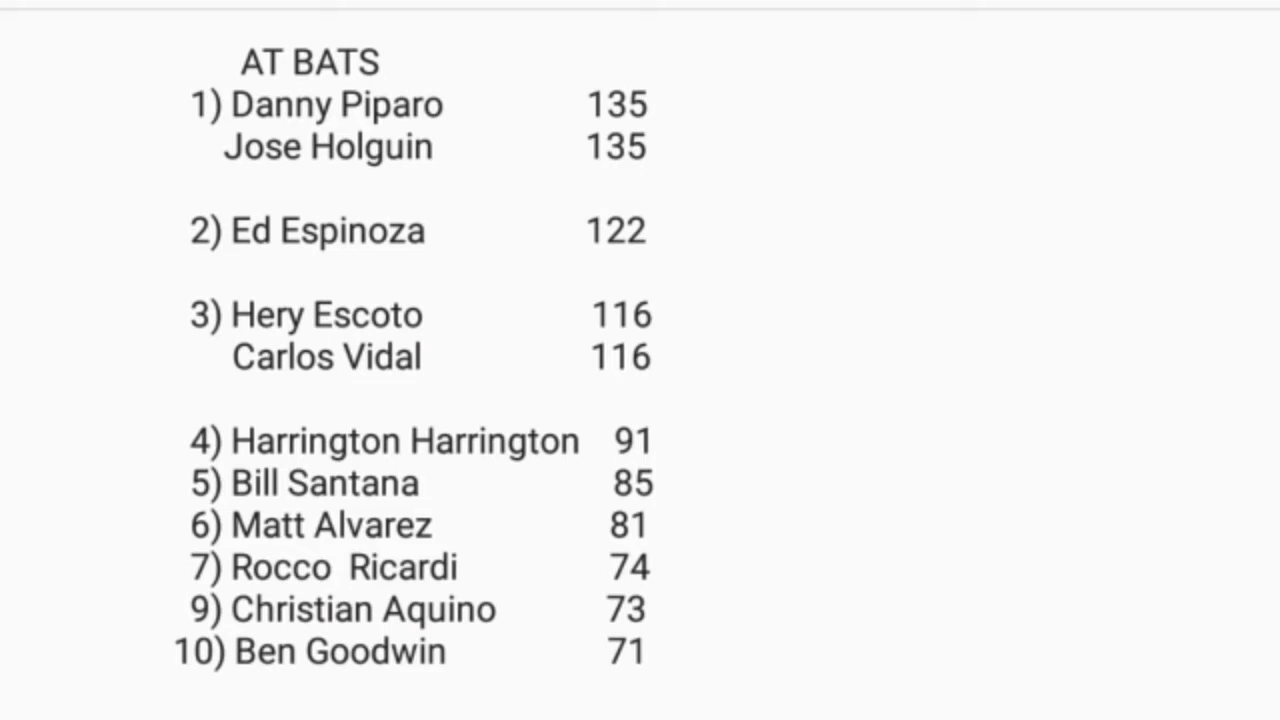 AT BATS
1) Danny Piparo 135
Jose Holguin 135
2) Ed Espinoza 122
3) Hery Escoto 116
Carlos Vidal 116
4) Harrington Harrington 91
5) Bill Santana 85
6) Matt Alvarez 81
7) Rocco  Ricardi 74
9) Christian Aquino 73
10) Ben Goodwin 71